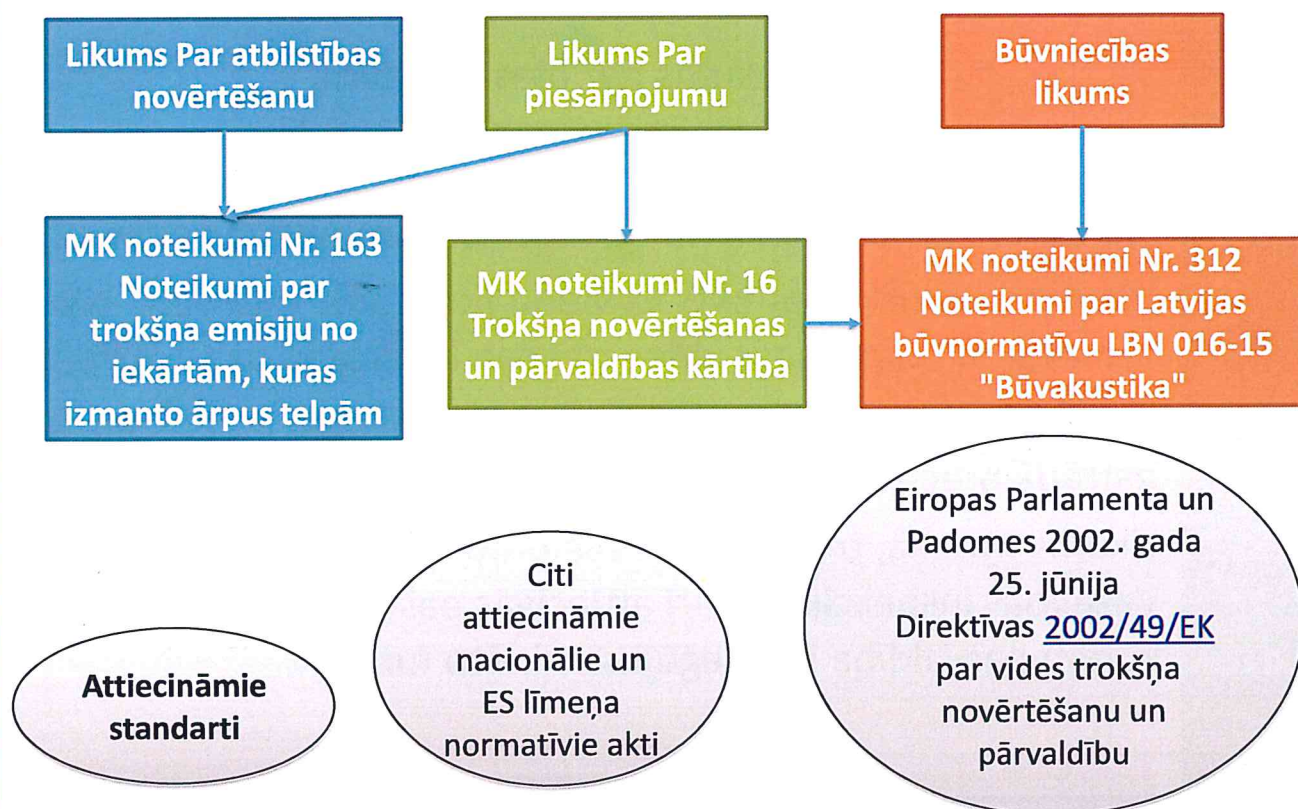 Likums Par atbilstības
novērtēšanu
Likums Par
piesārņojumu
Būvniecības
likums
MK noteikumi Nr. 163
Noteikumi par
trokšņa emisiju no
iekārtām, kuras
izmanto ārpus telpām
MK noteikumi Nr. 16
Trokšņa novērtēšanas
un pārvaldības kārtība
MK noteikumi Nr. 312
Noteikumi par Latvijas
būvnormatīvu LBN 016-15
"Būvakustika"
Attiecināmie
standarti
Citi
attiecināmie
nacionālie un
ES līmeņa
normatīvie akti
Eiropas Parlamenta un
Padomes 2002. gada
25. jūnija
Direktīvas 2002/49/EK
par vides trokšņa
novērtēšanu un
pārvaldību